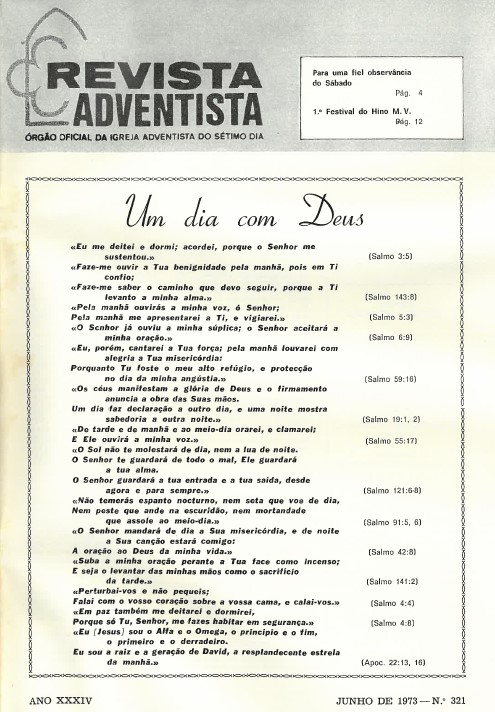 REVISTA
ADVENTISTA
ÓRGÃO OFICIAL DA IGREJA ADVENTISTA DO SÉTIMO DIA
Para uma fiel observância
do Sábado
Pág. 4
1.º Festival do Hino M. V.
Pág. 12
Um dia com Deus
«Eu me deitei e dormi; acordei, porque o Senhor me
sustentou.» (Salmo 3:5)
«Faze-me ouvir a Tua benignidade pela manhã, pois em Ti
confio;
«Faze-me saber o caminho que devo seguir, porque a Ti
levanto a minha alma.» (Salmo 143:8)
«Pela manhã ouvirás a minha voz, ó Senhor;
Pela manhã me apresentarei a Ti, e vigiarei.» (Salmo 5:3)
«O Senhor já ouviu a minha súplica; o Senhor aceitará a
minha oração.» (Salmo 6:9)
«Eu, porém, cantarei a Tua força; pela manhã louvarei com
alegria a Tua misericórdia:
Porquanto Tu foste o meu alto refúgio, e protecção
no dia da minha angústia.» (Salmo 59:16)
«Os céus manifestam a glória de Deus e o firmamento
anuncia a obra das Suas mãos.
Um dia faz declaração a outro dia, e uma noite mostra
sabedoria a outra noite.» (Salmo 19:1, 2)
«De tarde e de manhã e ao meio-dia orarei, e clamarei;
E Ele ouvirá a minha voz.» (Salmo 55:17)
«O Sol não te molestará de dia, nem a lua de noite.
O Senhor te guardará de todo o mal, Ele guardará
a tua alma.
O Senhor guardará a tua entrada e a tua saída, desde
agora e para sempre.» (Salmo 121:6-8)
«Não temerás espanto nocturno, nem seta que voe de dia,
Nem peste que ande na escuridão, nem mortandade
que assole ao meio-dia.» (Salmo 91:5, 6)
«O Senhor mandará de dia a Sua misericórdia, e de noite
a Sua canção estará comigo:
A oração ao Deus da minha vida.» (Salmo 42:8)
«Suba a minha oração perante a Tua face como incenso;
E seja o levantar das minhas mãos como o sacrifício
da tarde.» (Salmo 141:2)
«Perturbai-vos e não pequeis;
Falai com o vosso coração sobre a vossa cama, e calai-vos.» (Salmo 4:4)
«Em paz também me deitarei e dormirei,
Porque só Tu, Senhor, me fazes habitar em segurança.» (Salmo 4:8)
«Eu [Jesus] sou o Alfa e o Omega, o princípio e o fim,
o primeiro e o derradeiro.
Eu sou a raiz e a geração de David, a resplandecente estrela
da manhã.» (Apoc. 22:13, 16)
ANO XXXIV JUNHO DE 1973 — N.º 321